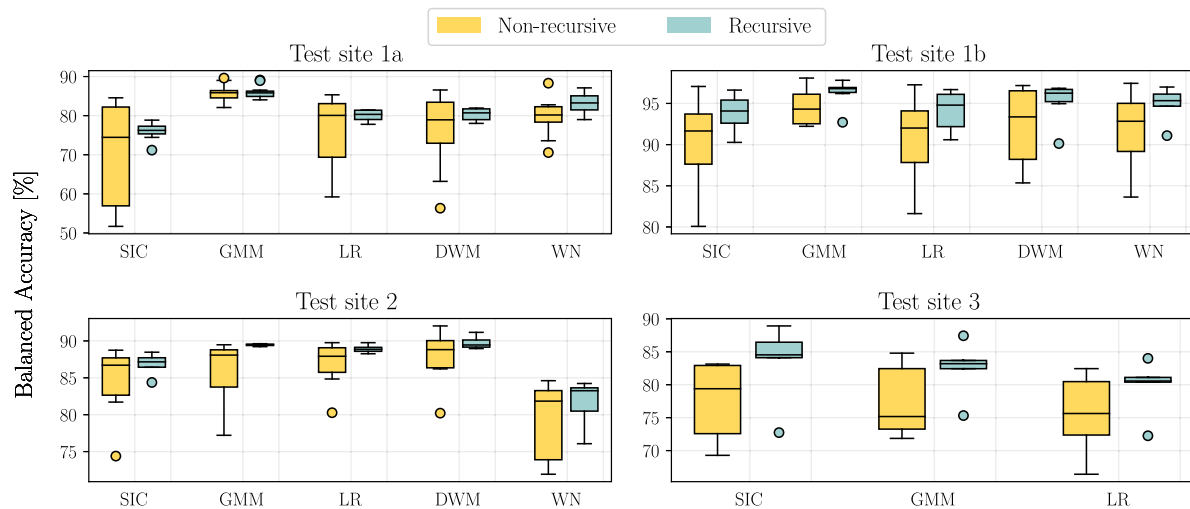 Non-recursive Recursive
Test site 1a Test site 1b
90
80
70
60
50
SIC GMM LR DWM WN
95
90
85
80
SIC GMM LR DWM WN
Balanced Accuracy [%]
Test site 2 Test site 3
90
85
80
75
SIC GMM LR DWM WN
90
85
80
75
70
SIC GMM LR